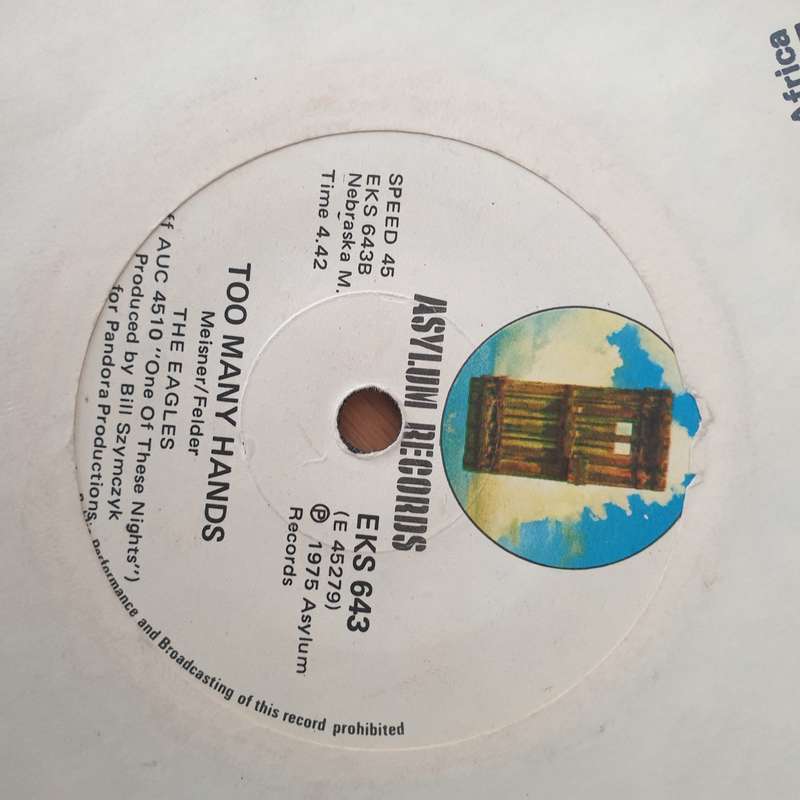 Africa
ASYLUM RECORDS
SPEED 45
EKS 643B
Nebraska M.
Time 4.42
EKS 643
(E 45279)
Ⓟ 1975 Asylum
Records
TOO MANY HANDS
Meisner/Felder
THE EAGLES
ff AUC 4510 "One Of These Nights")
Produced by Bill Szymczyk
for Pandora Productions.
Performance and Broadcasting of this record prohibited